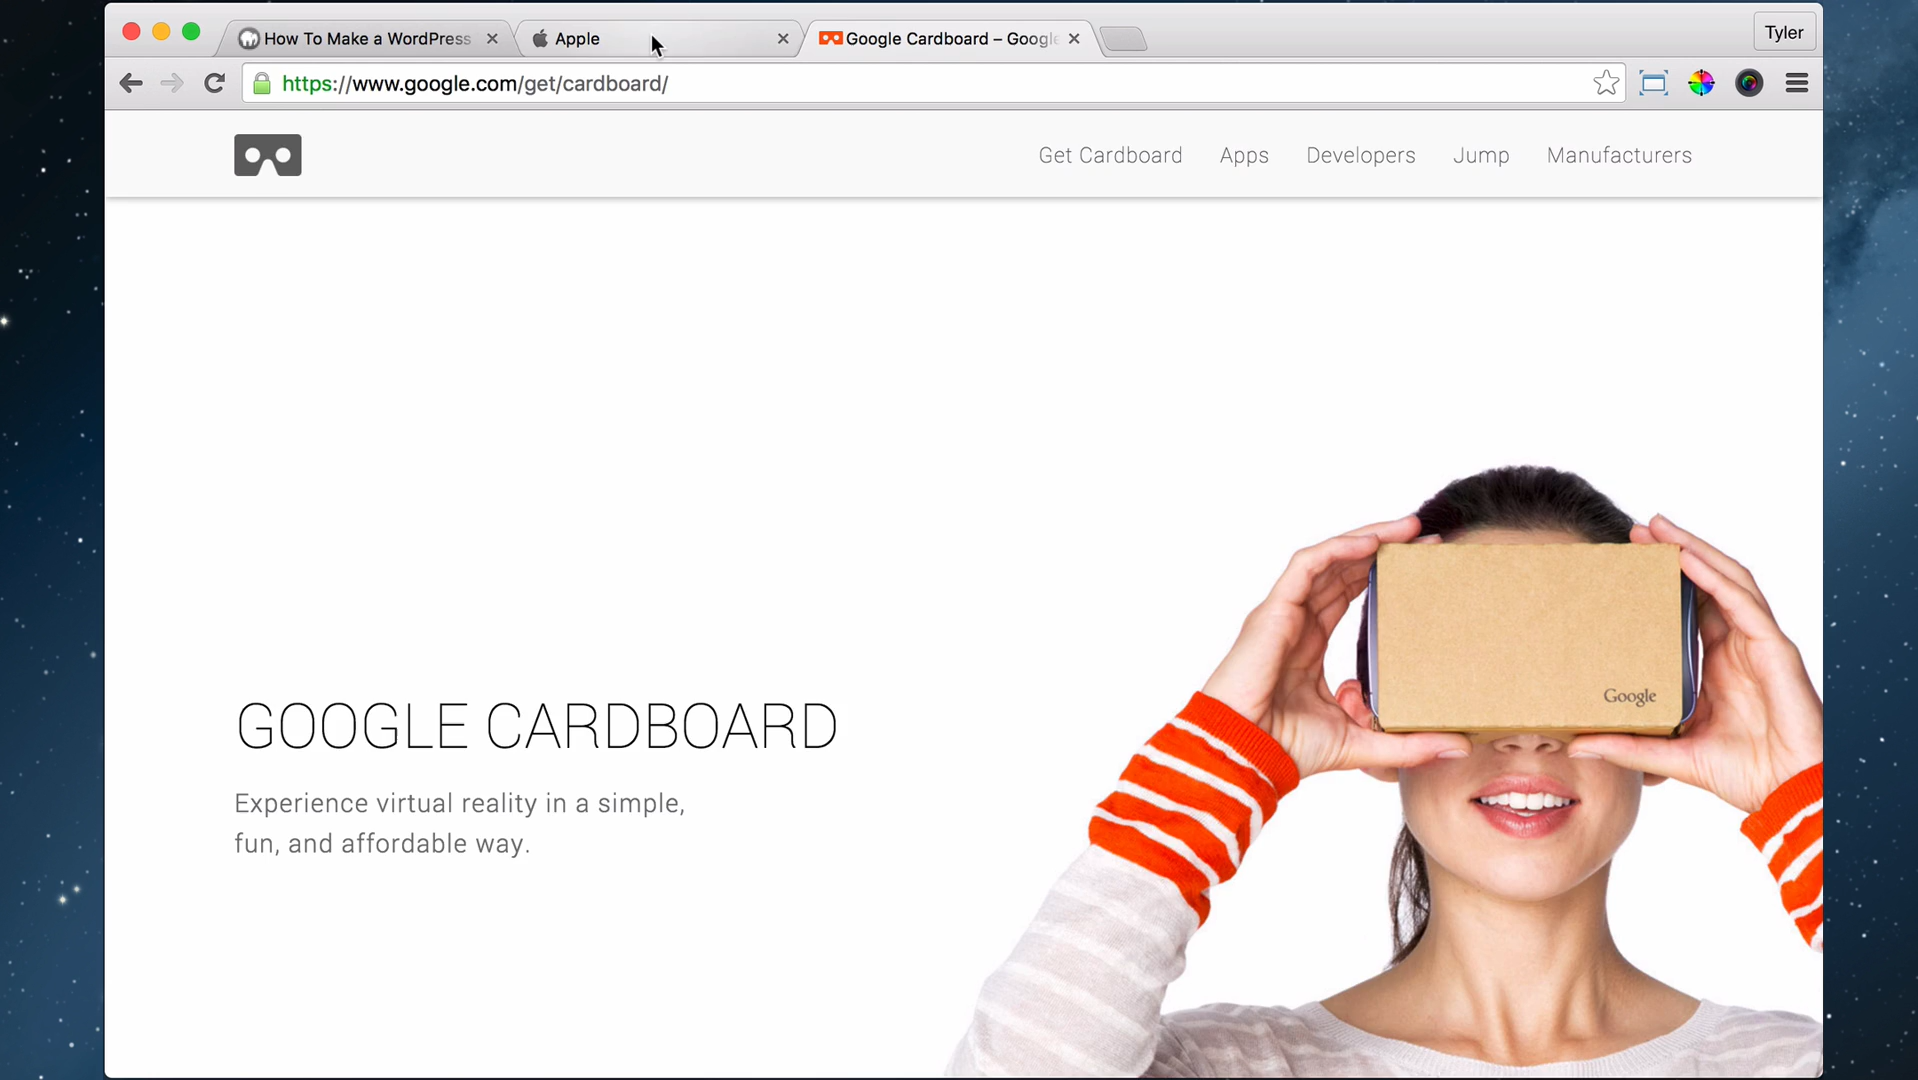 How To Make a WordPress
Apple
Google Cardboard – Google
Tyler
https://www.google.com/get/cardboard/
Get Cardboard
Apps
Developers
Jump
Manufacturers
Google
GOOGLE CARDBOARD
Experience virtual reality in a simple,
fun, and affordable way.